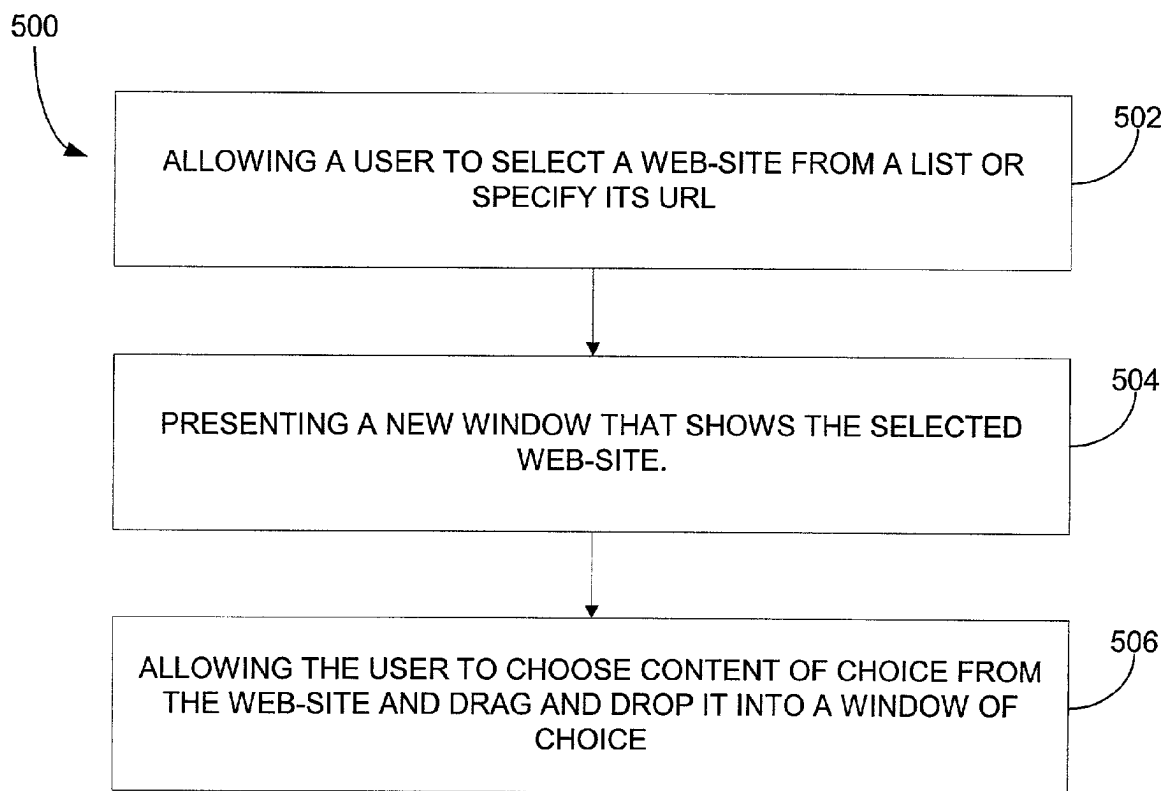 500
502
ALLOWING A USER TO SELECT A WEB-SITE FROM A LIST OR
SPECIFY ITS URL
504
PRESENTING A NEW WINDOW THAT SHOWS THE SELECTED
WEB-SITE.
506
ALLOWING THE USER TO CHOOSE CONTENT OF CHOICE FROM
THE WEB-SITE AND DRAG AND DROP IT INTO A WINDOW OF
CHOICE